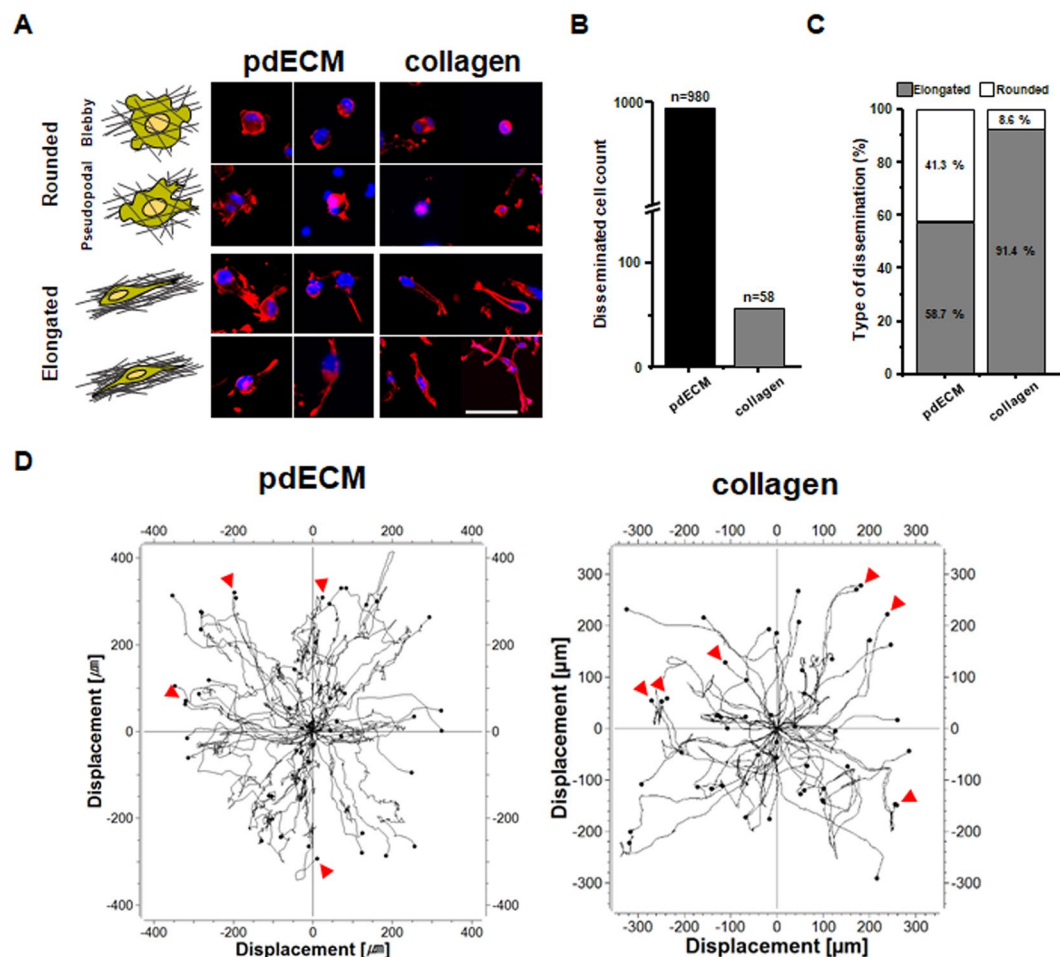 A
pdECM
collagen
Rounded
Blebby
Pseudopodal
Elongated
B
Disseminated cell count
1000
100
0
n=980
n=58
pdECM
collagen
C
Elongated
Rounded
Type of dissemination (%)
100
80
60
40
20
0
41.3 %
58.7 %
8.6 %
91.4 %
pdECM
collagen
D
pdECM
-400 -200 0 200 400
400
200
0
-200
-400
400
200
0
-200
-400
-400 -200 0 200 400
Displacement [㎛]
Displacement [㎛]
collagen
-300 -200 -100 0 100 200 300
300
200
100
0
-100
-200
-300
300
200
100
0
-100
-200
-300
-300 -200 -100 0 100 200 300
Displacement [µm]
Displacement [µm]